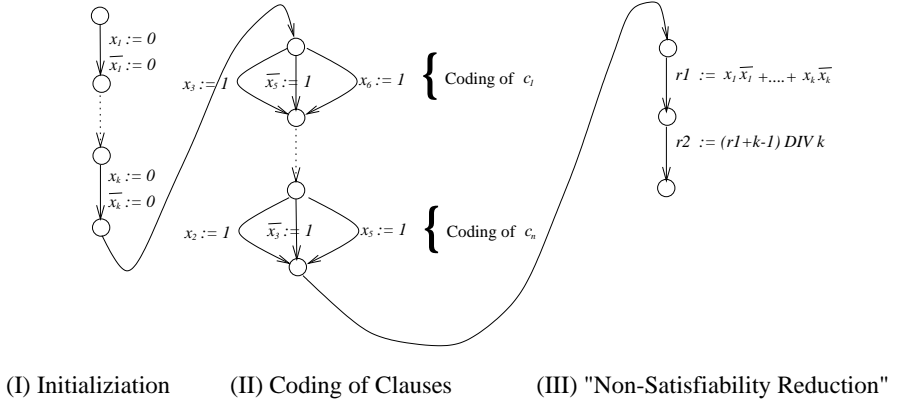 x₁ := 0
x̅₁ := 0
xₖ := 0
x̅ₖ := 0
x₃ := 1
x̅₅ := 1
x₆ := 1
{ Coding of c₁
x₂ := 1
x̅₃ := 1
x₅ := 1
{ Coding of cₙ
r1 := x₁ x̅₁ +....+ xₖ x̅ₖ
r2 := (r1+k-1) DIV k
(I) Initializiation
(II) Coding of Clauses
(III) "Non-Satisfiability Reduction"